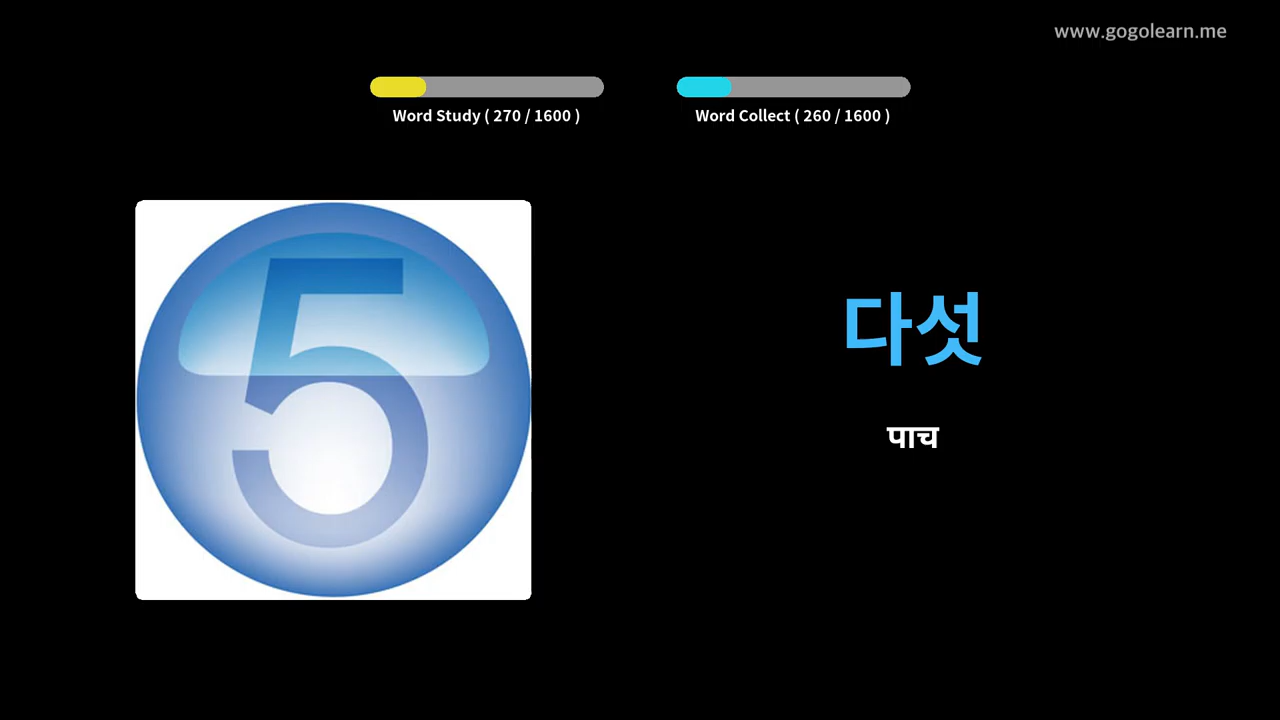 www.gogolearn.me
Word Study ( 270 / 1600 )
Word Collect ( 260 / 1600 )
5
다섯
पाच